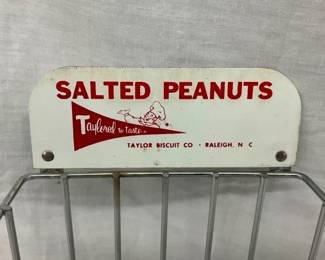 SALTED PEANUTS
Taylored to Taste
TAYLOR BISCUIT CO · RALEIGH, N C